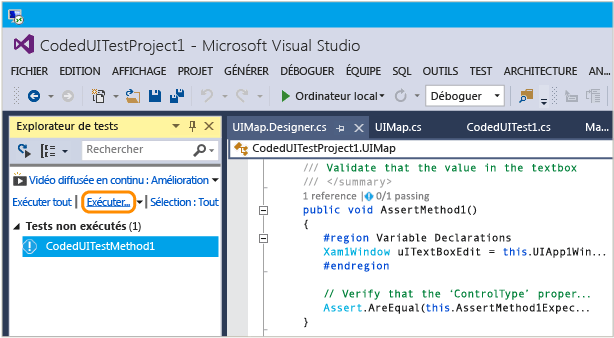 CodedUITestProject1 - Microsoft Visual Studio
FICHIER EDITION AFFICHAGE PROJET GÉNÉRER DÉBOGUER ÉQUIPE SQL OUTILS TEST ARCHITECTURE AN...
Ordinateur local Déboguer
Explorateur de tests
Rechercher
Vidéo diffusée en continu : Amélioration
Exécuter tout | Exécuter... | Sélection : Tout
Tests non exécutés (1)
CodedUITestMethod1
UIMap.Designer.cs UIMap.cs CodedUITest1.cs Ma...
CodedUITestProject1.UIMap
/// Validate that the value in the textbox
/// </summary>
1 reference | 0/1 passing
public void AssertMethod1()
{
#region Variable Declarations
Xam1Window uITextBoxEdit = this.UIApp1Win...
#endregion
// Verify that the ‘ControlType’ proper...
Assert.AreEqual(this.AssertMethod1Expec...
}